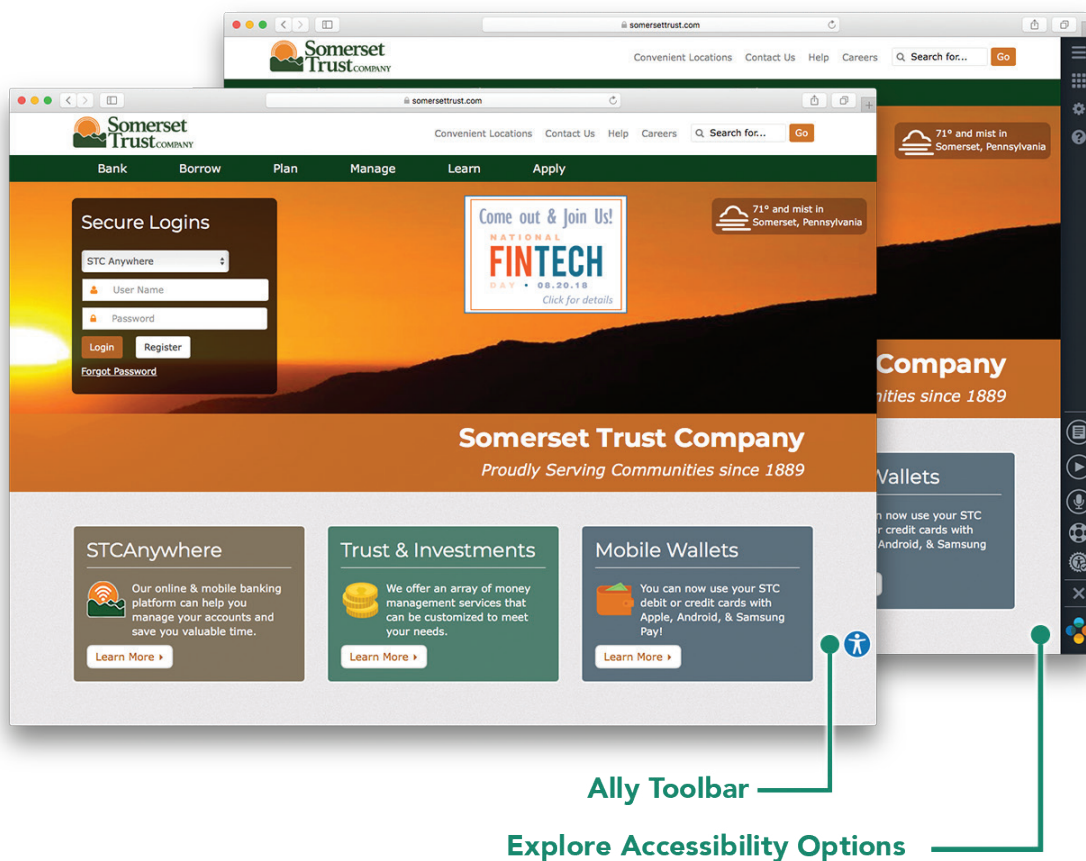 somersettrust.com
Somerset
Trust COMPANY
Convenient Locations Contact Us Help Careers Search for... Go
71° and mist in
Somerset, Pennsylvania
Company
nities since 1889
Wallets
n now use your STC
r credit cards with
Android, & Samsung
somersettrust.com
Somerset
Trust COMPANY
Convenient Locations Contact Us Help Careers Search for... Go
Bank Borrow Plan Manage Learn Apply
Secure Logins
STC Anywhere
User Name
Password
Login Register
Forgot Password
Come out & Join Us!
NATIONAL
FINTECH
DAY • 08.20.18
Click for details
71° and mist in
Somerset, Pennsylvania
Somerset Trust Company
Proudly Serving Communities since 1889
STCAnywhere
Our online & mobile banking
platform can help you
manage your accounts and
save you valuable time.
Learn More
Trust & Investments
We offer an array of money
management services that
can be customized to meet
your needs.
Learn More
Mobile Wallets
You can now use your STC
debit or credit cards with
Apple, Android, & Samsung
Pay!
Learn More
Ally Toolbar
Explore Accessibility Options